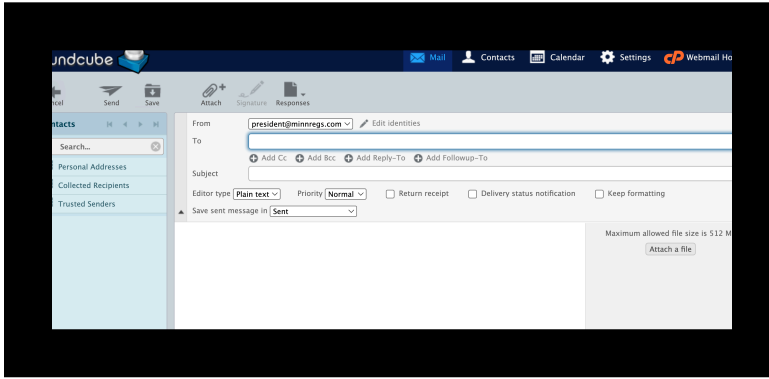 undcube
Mail Contacts Calendar Settings cP Webmail Ho
cel Send Save Attach Signature Responses
ntacts
Search...
Personal Addresses
Collected Recipients
Trusted Senders
From president@minnregs.com Edit identities
To
Add Cc Add Bcc Add Reply-To Add Followup-To
Subject
Editor type Plain text Priority Normal Return receipt Delivery status notification Keep formatting
Save sent message in Sent
Maximum allowed file size is 512 M
Attach a file